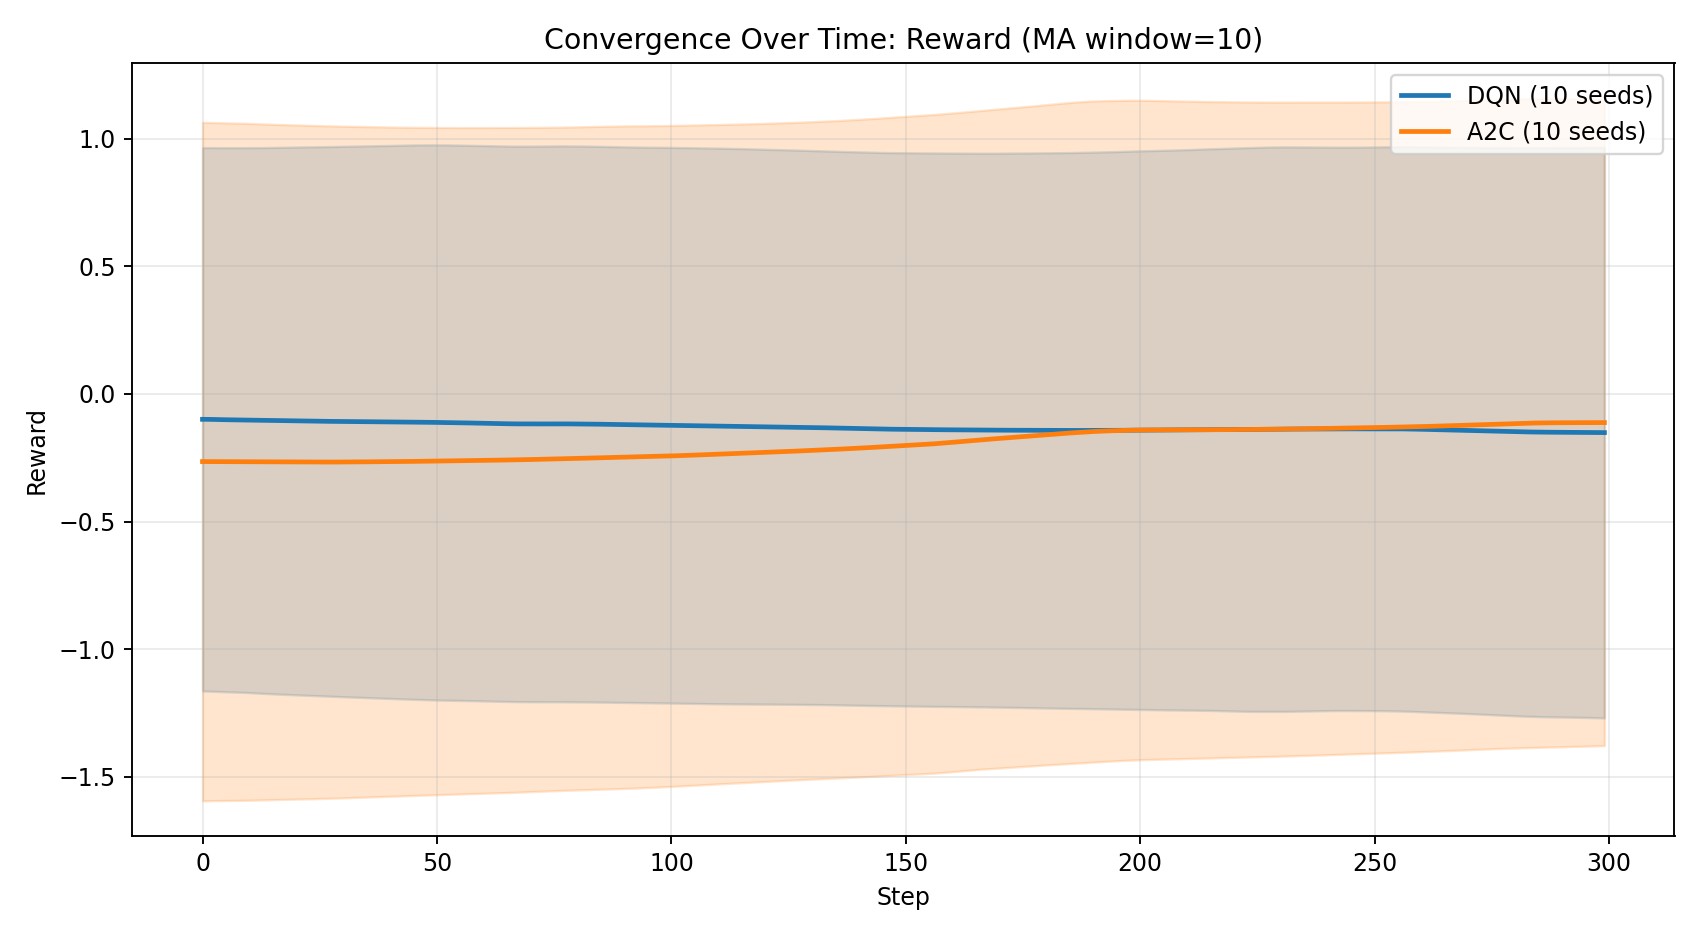 Convergence Over Time: Reward (MA window=10)
DQN (10 seeds)
A2C (10 seeds)
1.0
0.5
0.0
−0.5
−1.0
−1.5
Reward
0 50 100 150 200 250 300
Step